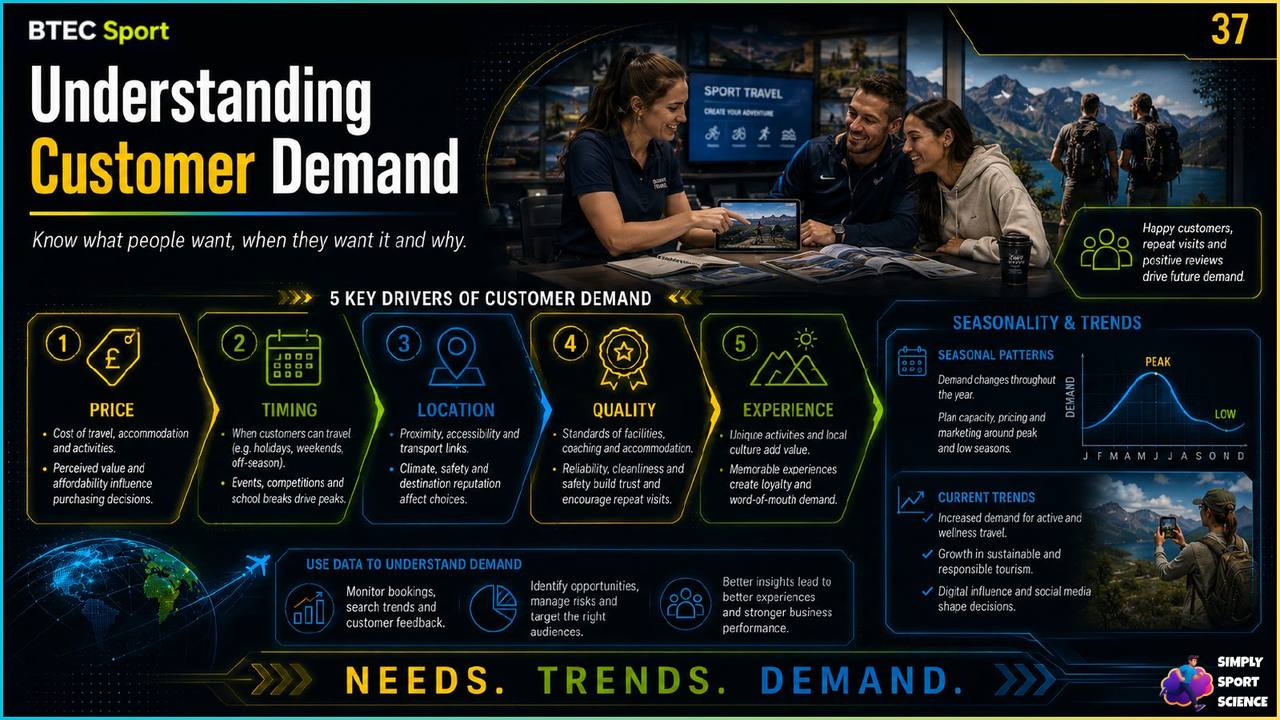 BTEC Sport
37
Understanding
Customer Demand
Know what people want, when they want it and why.
SPORT TRAVEL
CREATE YOUR ADVENTURE
Happy customers,
repeat visits and
positive reviews
drive future demand.
5 KEY DRIVERS OF CUSTOMER DEMAND
1
£
PRICE
• Cost of travel, accommodation
and activities.
• Perceived value and
affordability influence
purchasing decisions.
2
TIMING
• When customers can travel
(e.g. holidays, weekends,
off-season).
• Events, competitions and
school breaks drive peaks.
3
LOCATION
• Proximity, accessibility and
transport links.
• Climate, safety and
destination reputation
affect choices.
4
QUALITY
• Standards of facilities,
coaching and accommodation.
• Reliability, cleanliness and
safety build trust and
encourage repeat visits.
5
EXPERIENCE
• Unique activities and local
culture add value.
• Memorable experiences
create loyalty and
word-of-mouth demand.
SEASONALITY & TRENDS
SEASONAL PATTERNS
Demand changes throughout
the year.
Plan capacity, pricing and
marketing around peak
and low seasons.
DEMAND
PEAK
LOW
J F M A M J J A S O N D
CURRENT TRENDS
Increased demand for active and
wellness travel.
Growth in sustainable and
responsible tourism.
Digital influence and social media
shape decisions.
USE DATA TO UNDERSTAND DEMAND
Monitor bookings,
search trends and
customer feedback.
Identify opportunities,
manage risks and
target the right
audiences.
Better insights lead to
better experiences
and stronger business
performance.
NEEDS. TRENDS. DEMAND.
SIMPLY
SPORT
SCIENCE